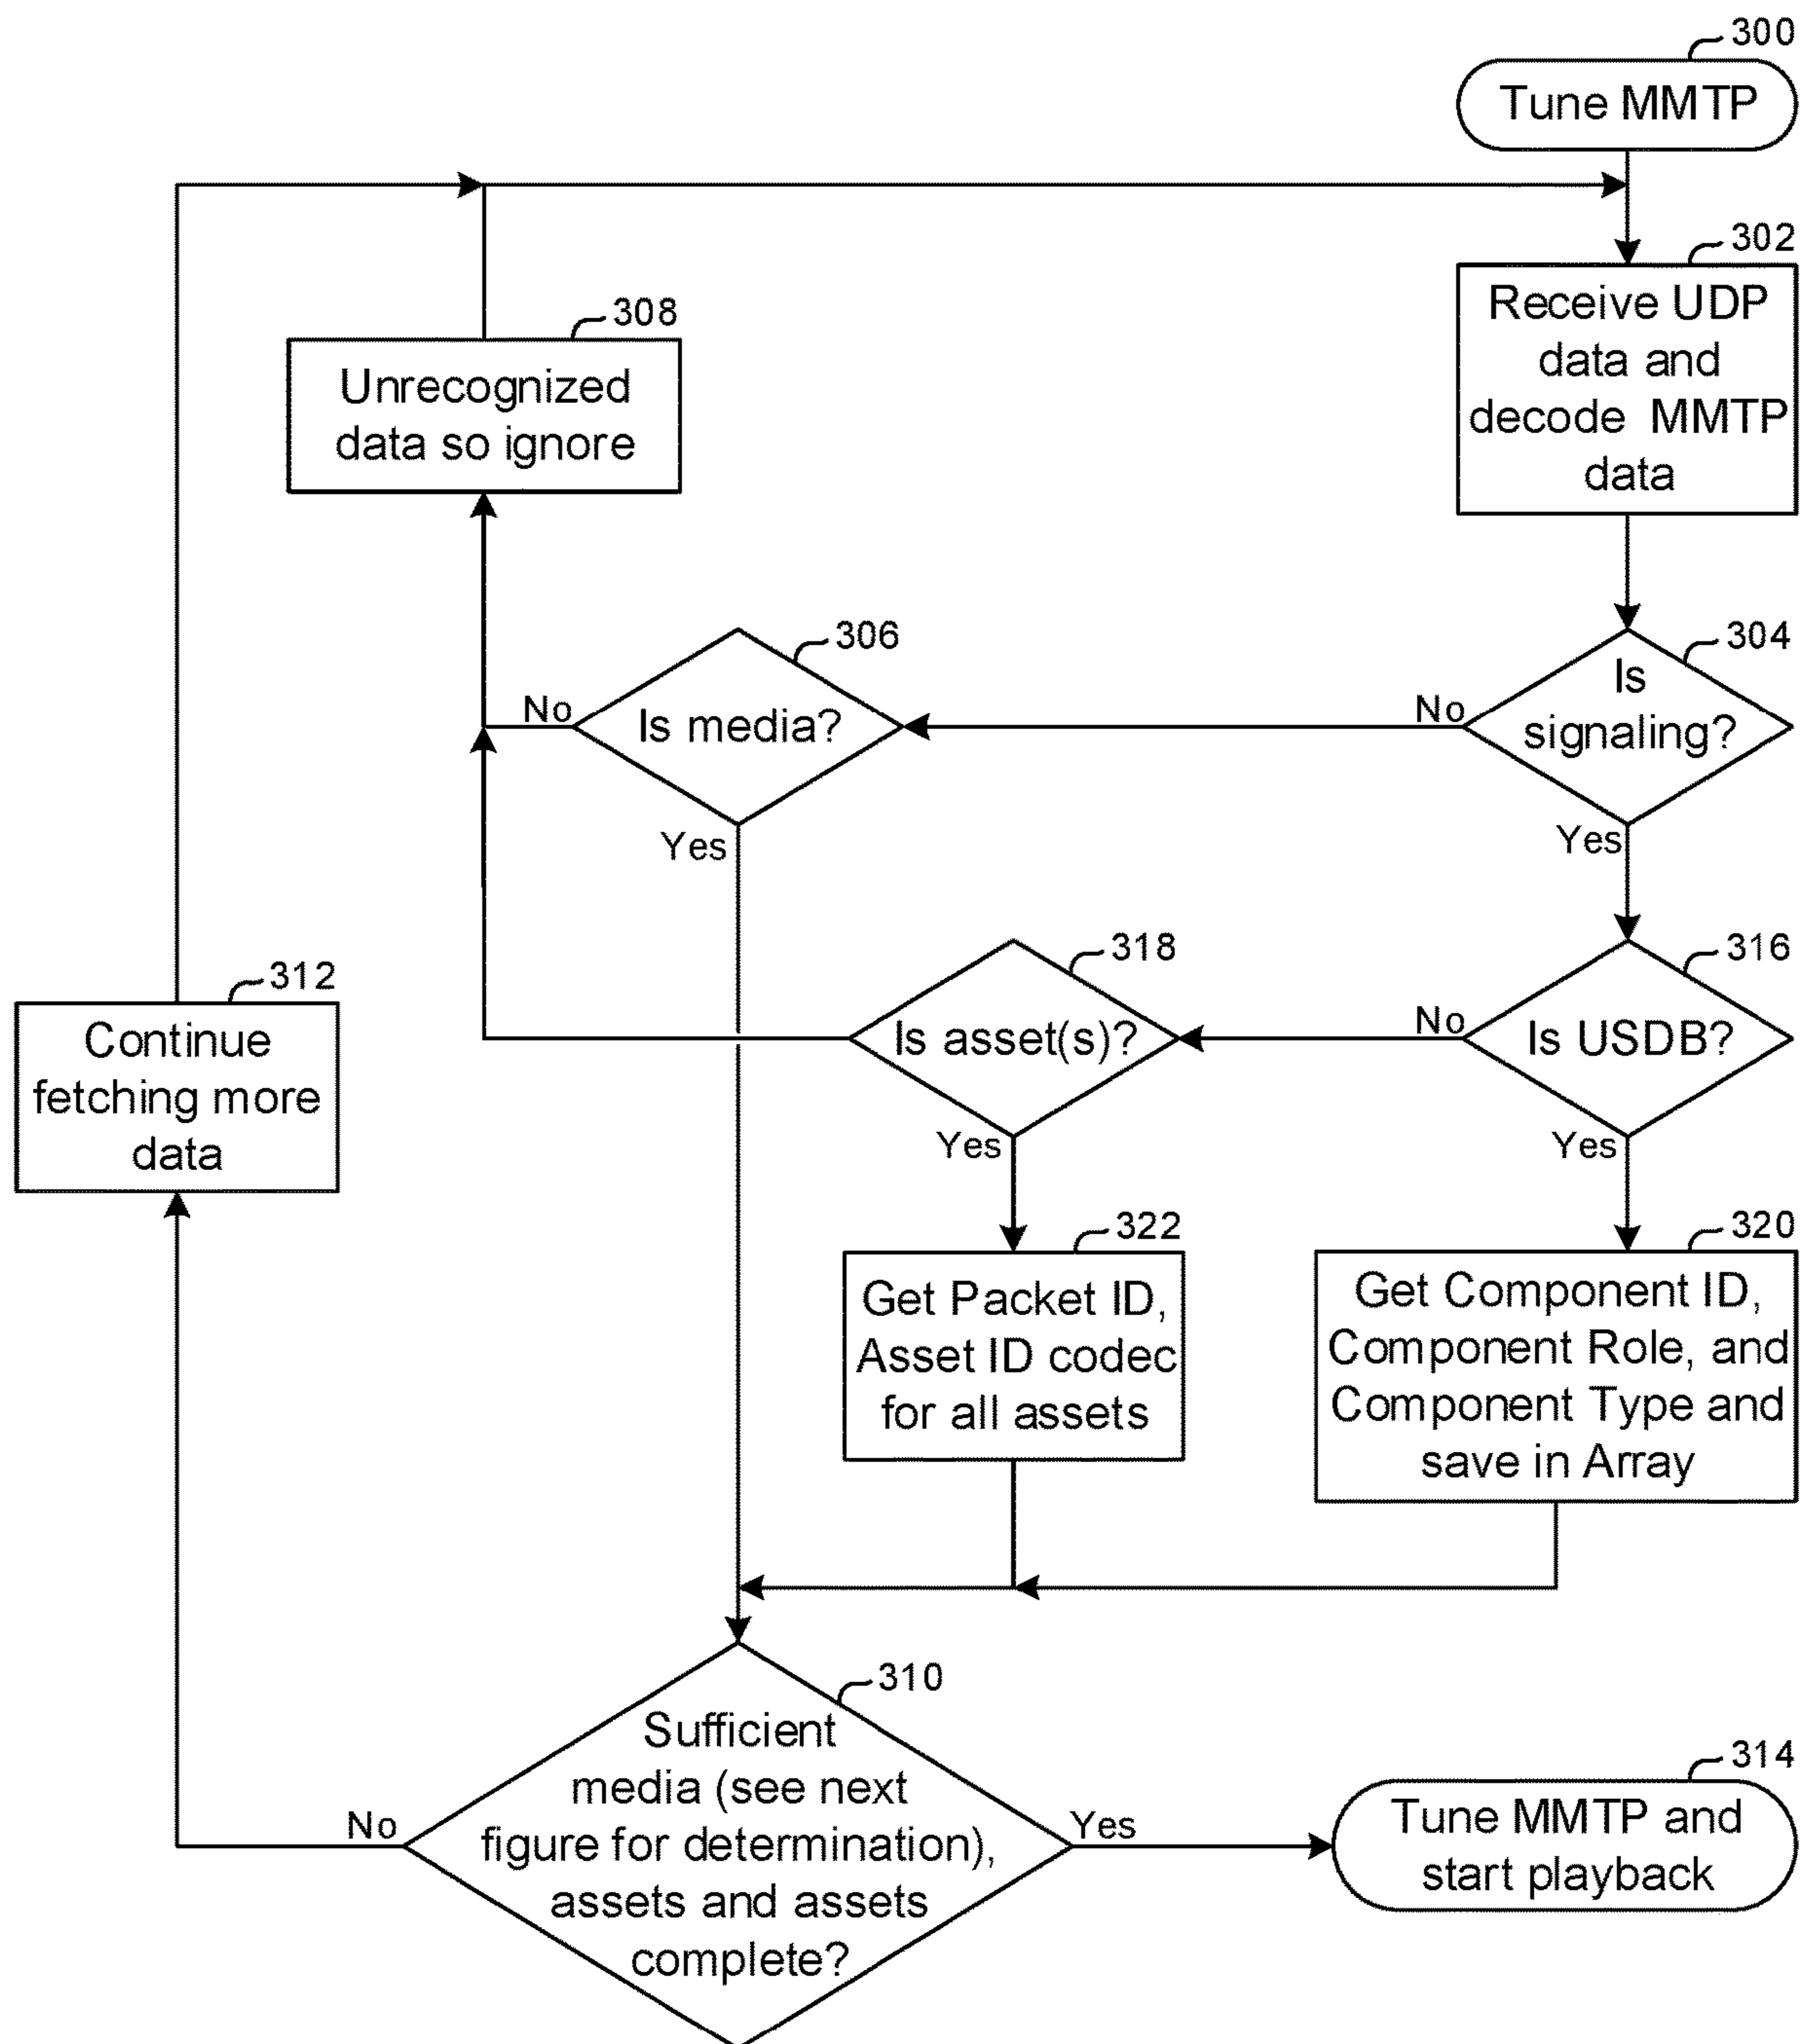 300
Tune MMTP
302
Receive UDP
data and
decode MMTP
data
308
Unrecognized
data so ignore
304
Is
signaling?
No
Yes
306
Is media?
No
Yes
316
Is USDB?
No
Yes
318
Is asset(s)?
Yes
312
Continue
fetching more
data
322
Get Packet ID,
Asset ID codec
for all assets
320
Get Component ID,
Component Role, and
Component Type and
save in Array
310
Sufficient
media (see next
figure for determination),
assets and assets
complete?
No
Yes
314
Tune MMTP and
start playback